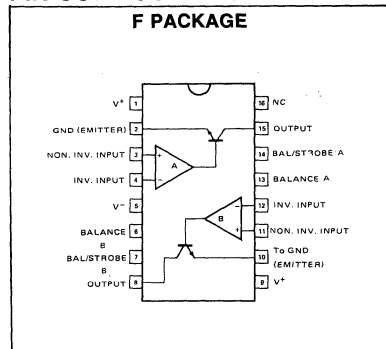 F PACKAGE
V+ 1
16 NC
GND (EMITTER) 2
15 OUTPUT
NON. INV. INPUT 3
+
A
14 BAL/STROBE A
INV. INPUT 4
−
13 BALANCE A
V− 5
−
12 INV. INPUT
BALANCE
B
6
B
+
11 NON. INV. INPUT
BAL/STROBE
B
7
10 To GND
(EMITTER)
OUTPUT 8
9 V+